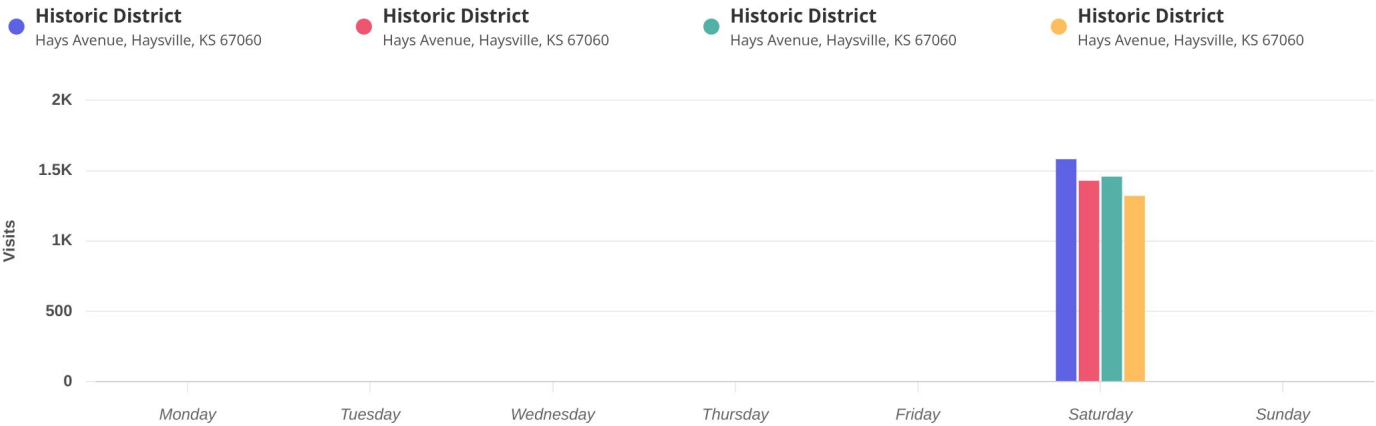 Historic District
Hays Avenue, Haysville, KS 67060
Historic District
Hays Avenue, Haysville, KS 67060
Historic District
Hays Avenue, Haysville, KS 67060
Historic District
Hays Avenue, Haysville, KS 67060
2K
1.5K
1K
500
0
Visits
Monday
Tuesday
Wednesday
Thursday
Friday
Saturday
Sunday